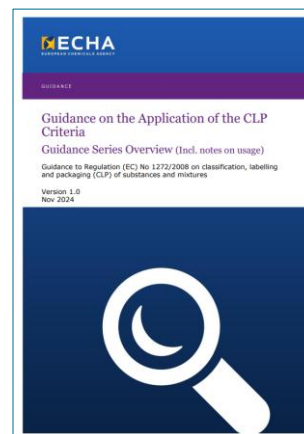 ECHA
EUROPEAN CHEMICALS AGENCY
GUIDANCE
Guidance on the Application of the CLP
Criteria
Guidance Series Overview (Incl. notes on usage)
Guidance to Regulation (EC) No 1272/2008 on classification, labelling
and packaging (CLP) of substances and mixtures
Version 1.0
Nov 2024